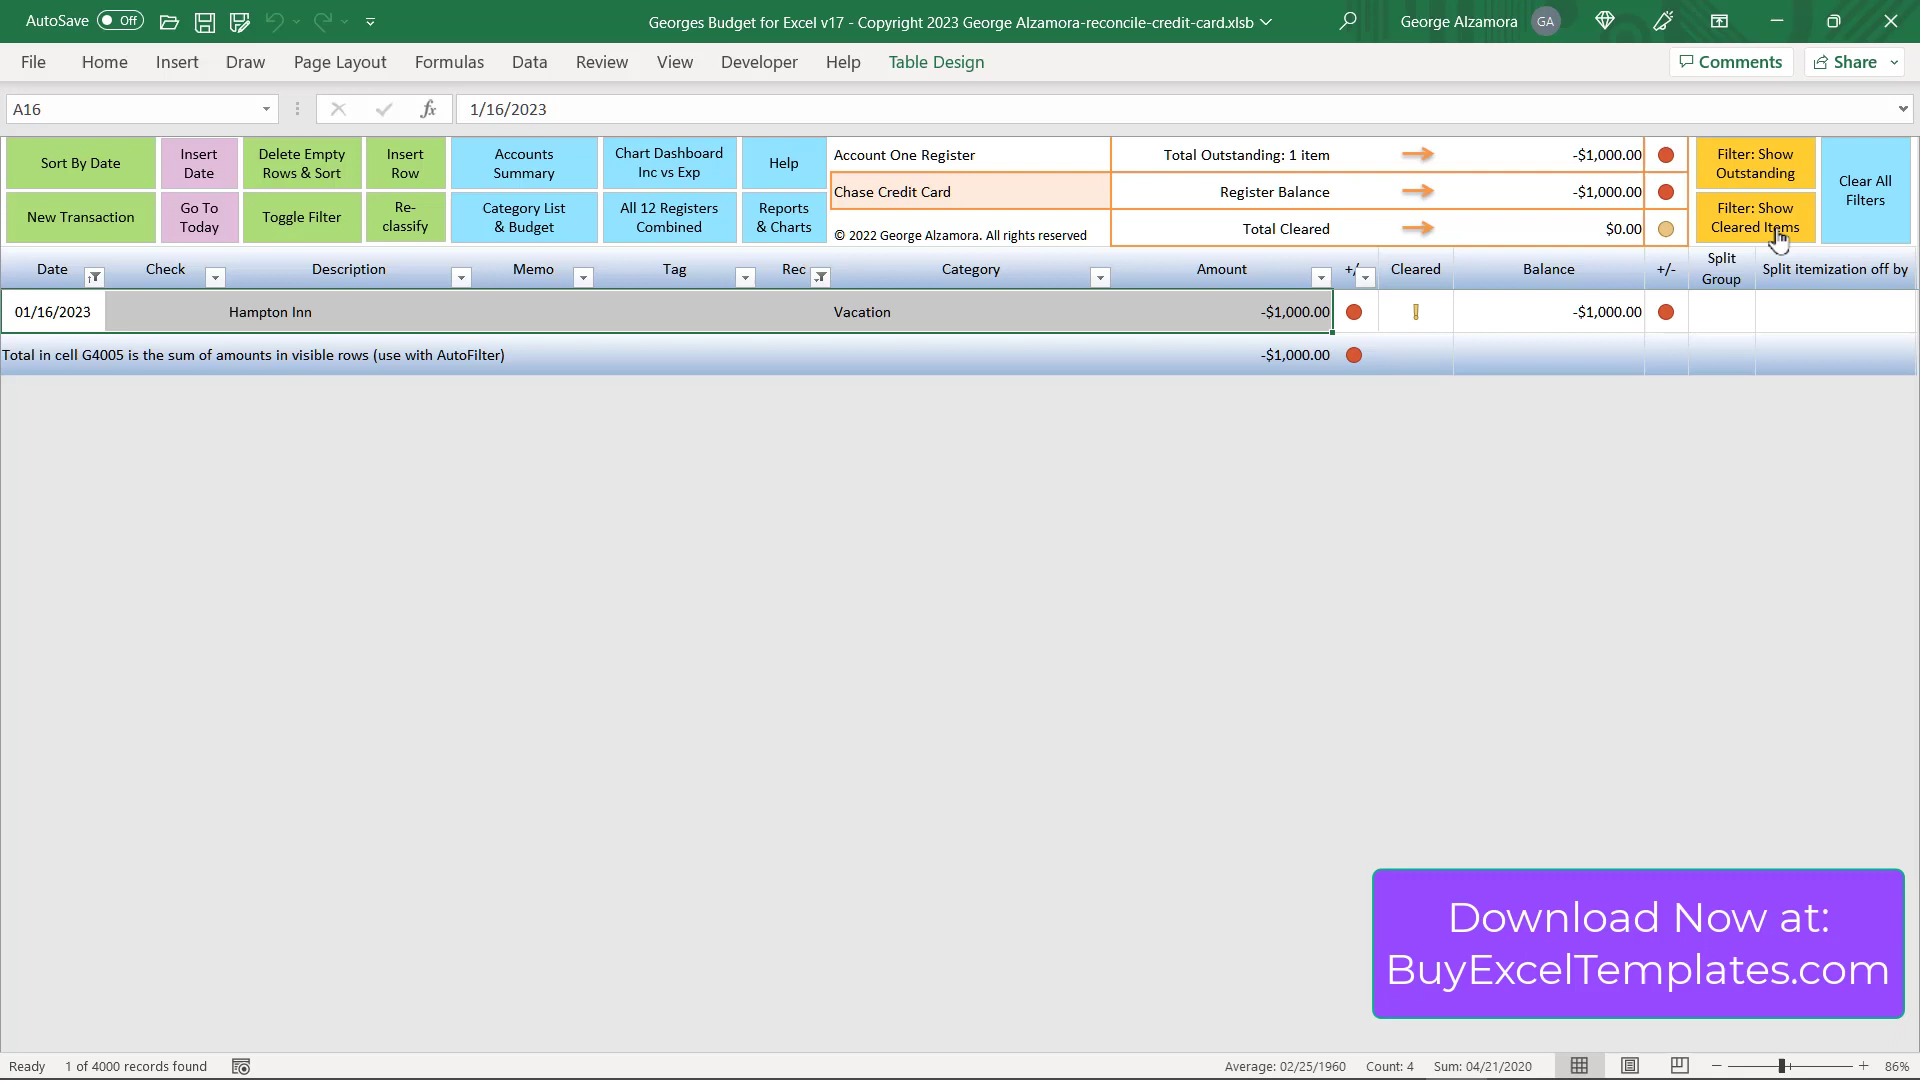 AutoSave Off Georges Budget for Excel v17 - Copyright 2023 George Alzamora-reconcile-credit-card.xlsb George Alzamora GA
File Home Insert Draw Page Layout Formulas Data Review View Developer Help Table Design Comments Share
A16 fx 1/16/2023
Sort By Date
Insert
Date
Delete Empty
Rows & Sort
Insert
Row
Accounts
Summary
Chart Dashboard
Inc vs Exp
Help
Account One Register
Total Outstanding: 1 item -$1,000.00
Filter: Show
Outstanding
Clear All
Filters
New Transaction
Go To
Today
Toggle Filter
Re-
classify
Category List
& Budget
All 12 Registers
Combined
Reports
& Charts
Chase Credit Card
Register Balance -$1,000.00
© 2022 George Alzamora. All rights reserved
Total Cleared $0.00
Filter: Show
Cleared Items
Date Check Description Memo Tag Rec Category Amount +/ Cleared Balance +/- Split
Group Split itemization off by
01/16/2023 Hampton Inn Vacation -$1,000.00 ! -$1,000.00
Total in cell G4005 is the sum of amounts in visible rows (use with AutoFilter) -$1,000.00
Download Now at:
BuyExcelTemplates.com
Ready 1 of 4000 records found Average: 02/25/1960 Count: 4 Sum: 04/21/2020 86%